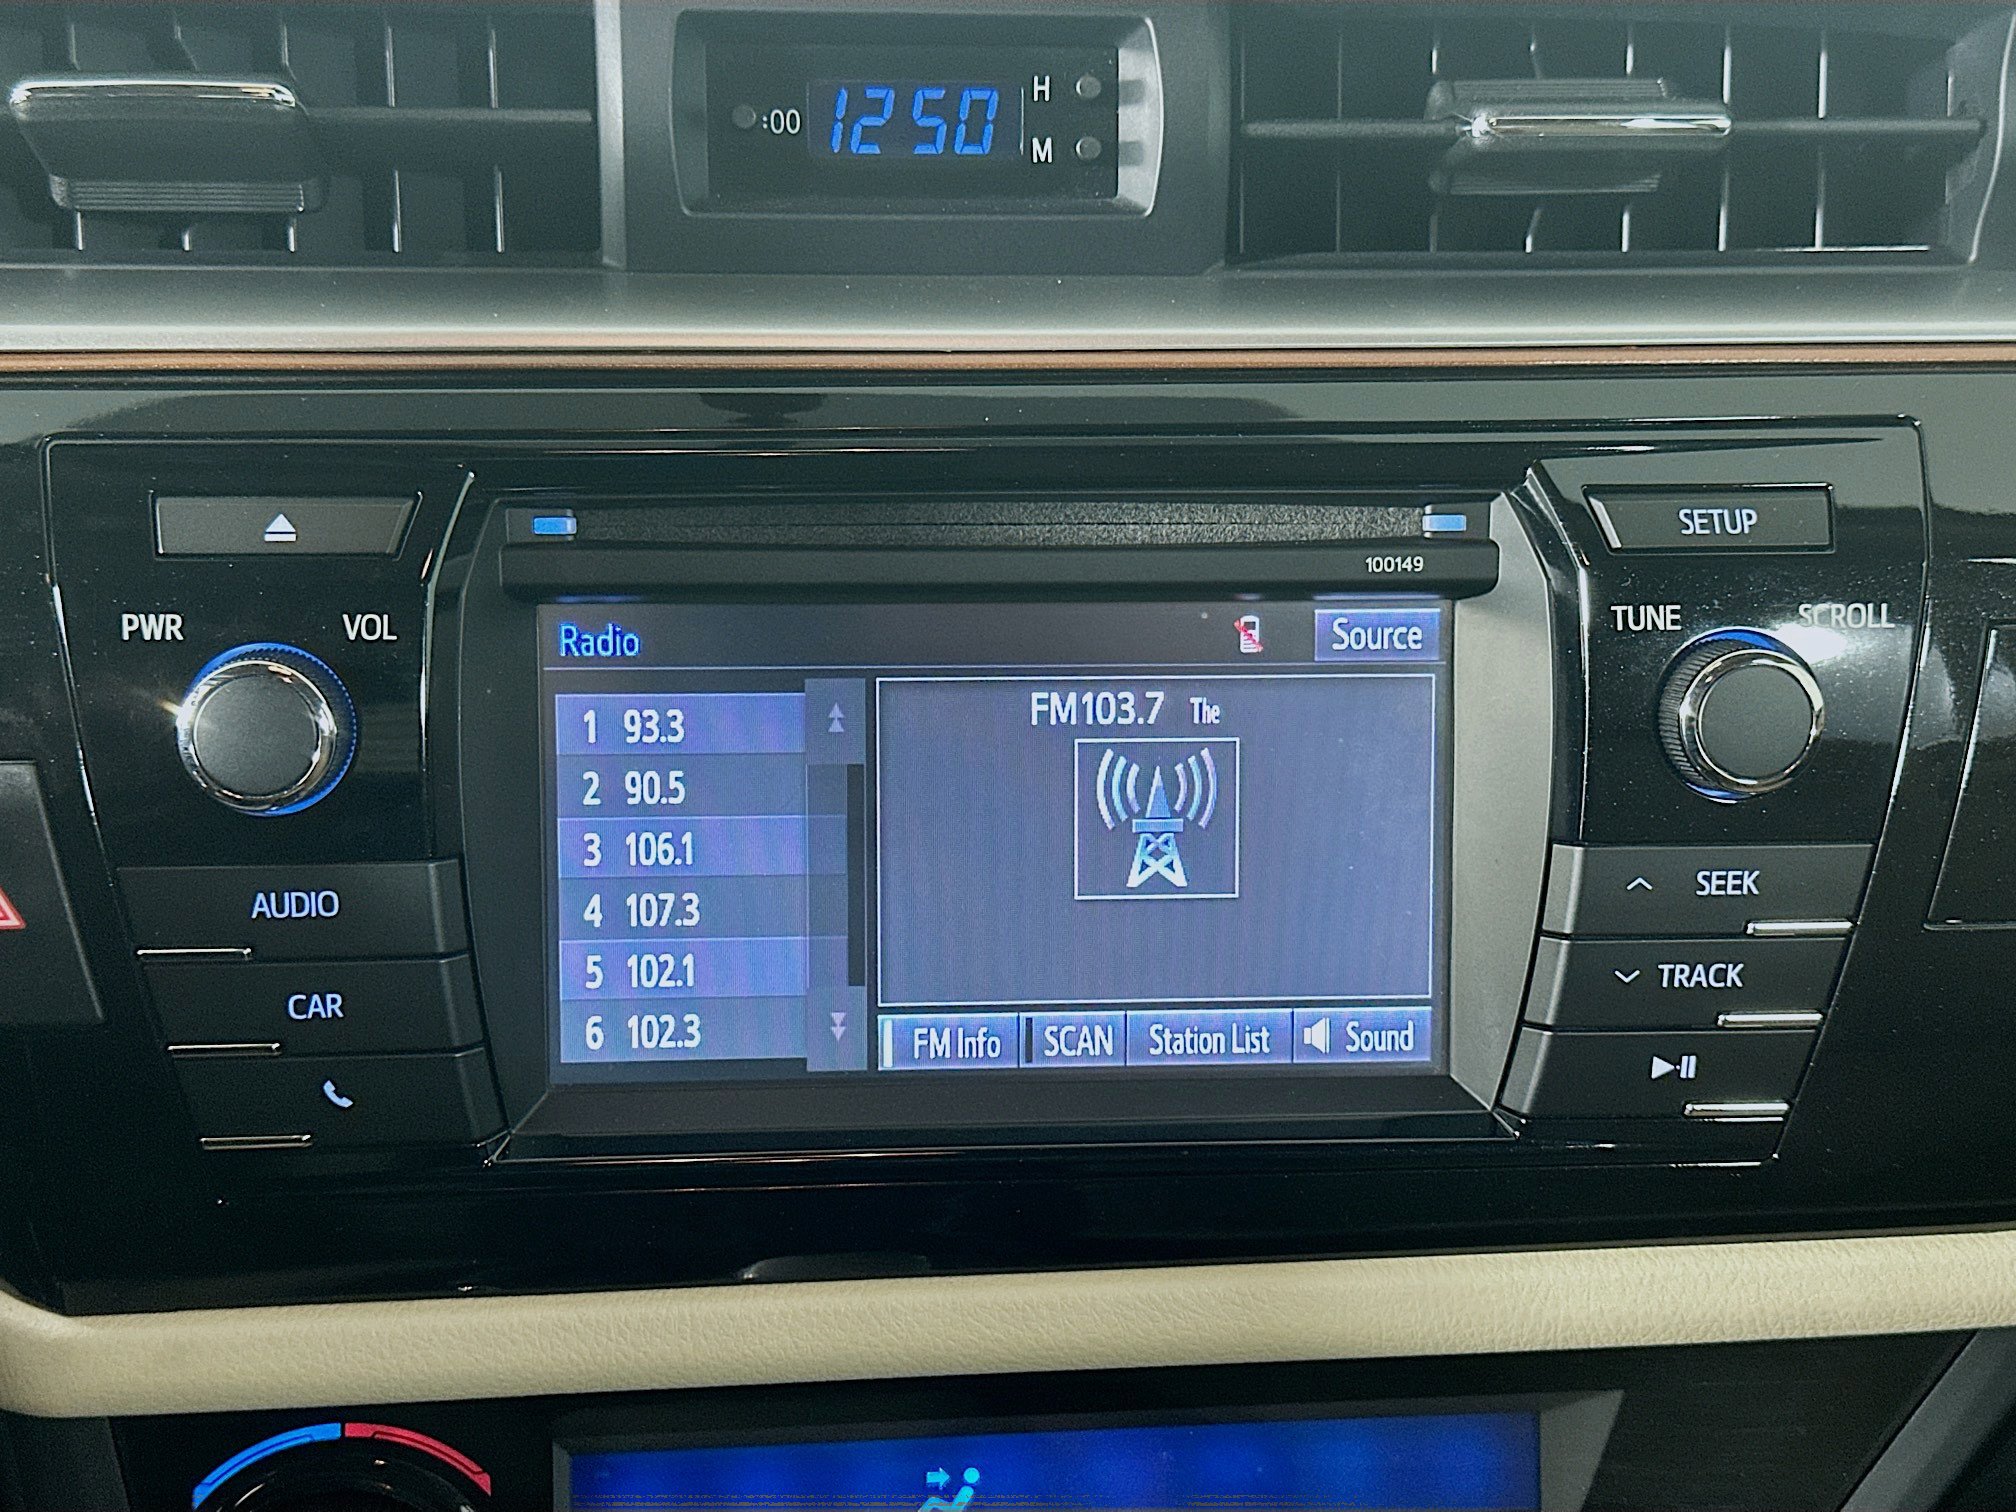 :00 12 50 H
M
SETUP
100149
PWR VOL
TUNE SCROLL
Radio Source
FM103.7 The
1 93.3
2 90.5
3 106.1
4 107.3
5 102.1
6 102.3
FM Info SCAN Station List Sound
AUDIO
CAR
SEEK
TRACK